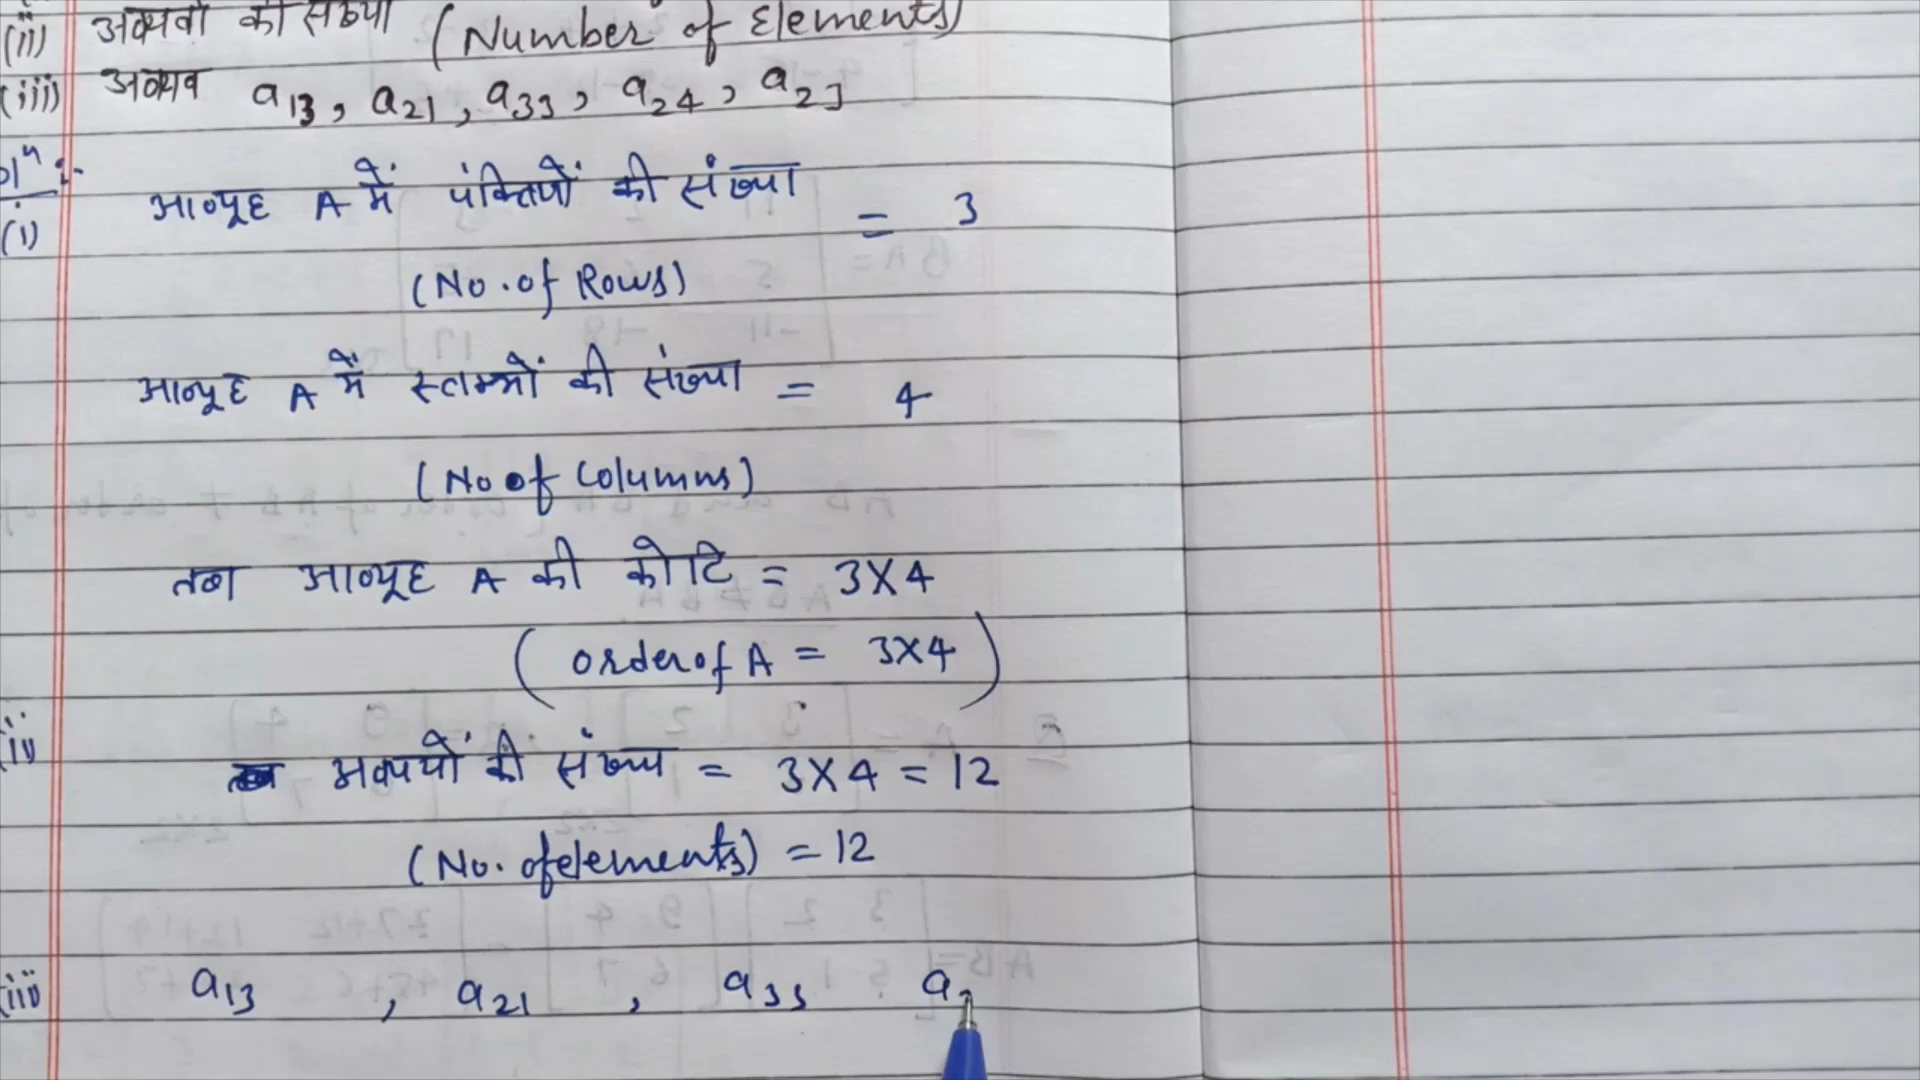 (ii) अवयवों की संख्या (Number of Elements)
(iii) अवयव a13, a21, a33, a24, a23
(i) आव्यूह A में पंक्तियों की संख्या = 3
(No. of Rows)
आव्यूह A में स्तम्भों की संख्या = 4
(No of Columns)
तब आव्यूह A की कोटि = 3X4
(order of A = 3X4)
(ii अवयवों की संख्या = 3X4 = 12
(No. of elements) = 12
(iii) a13 , a21 , a33 a2